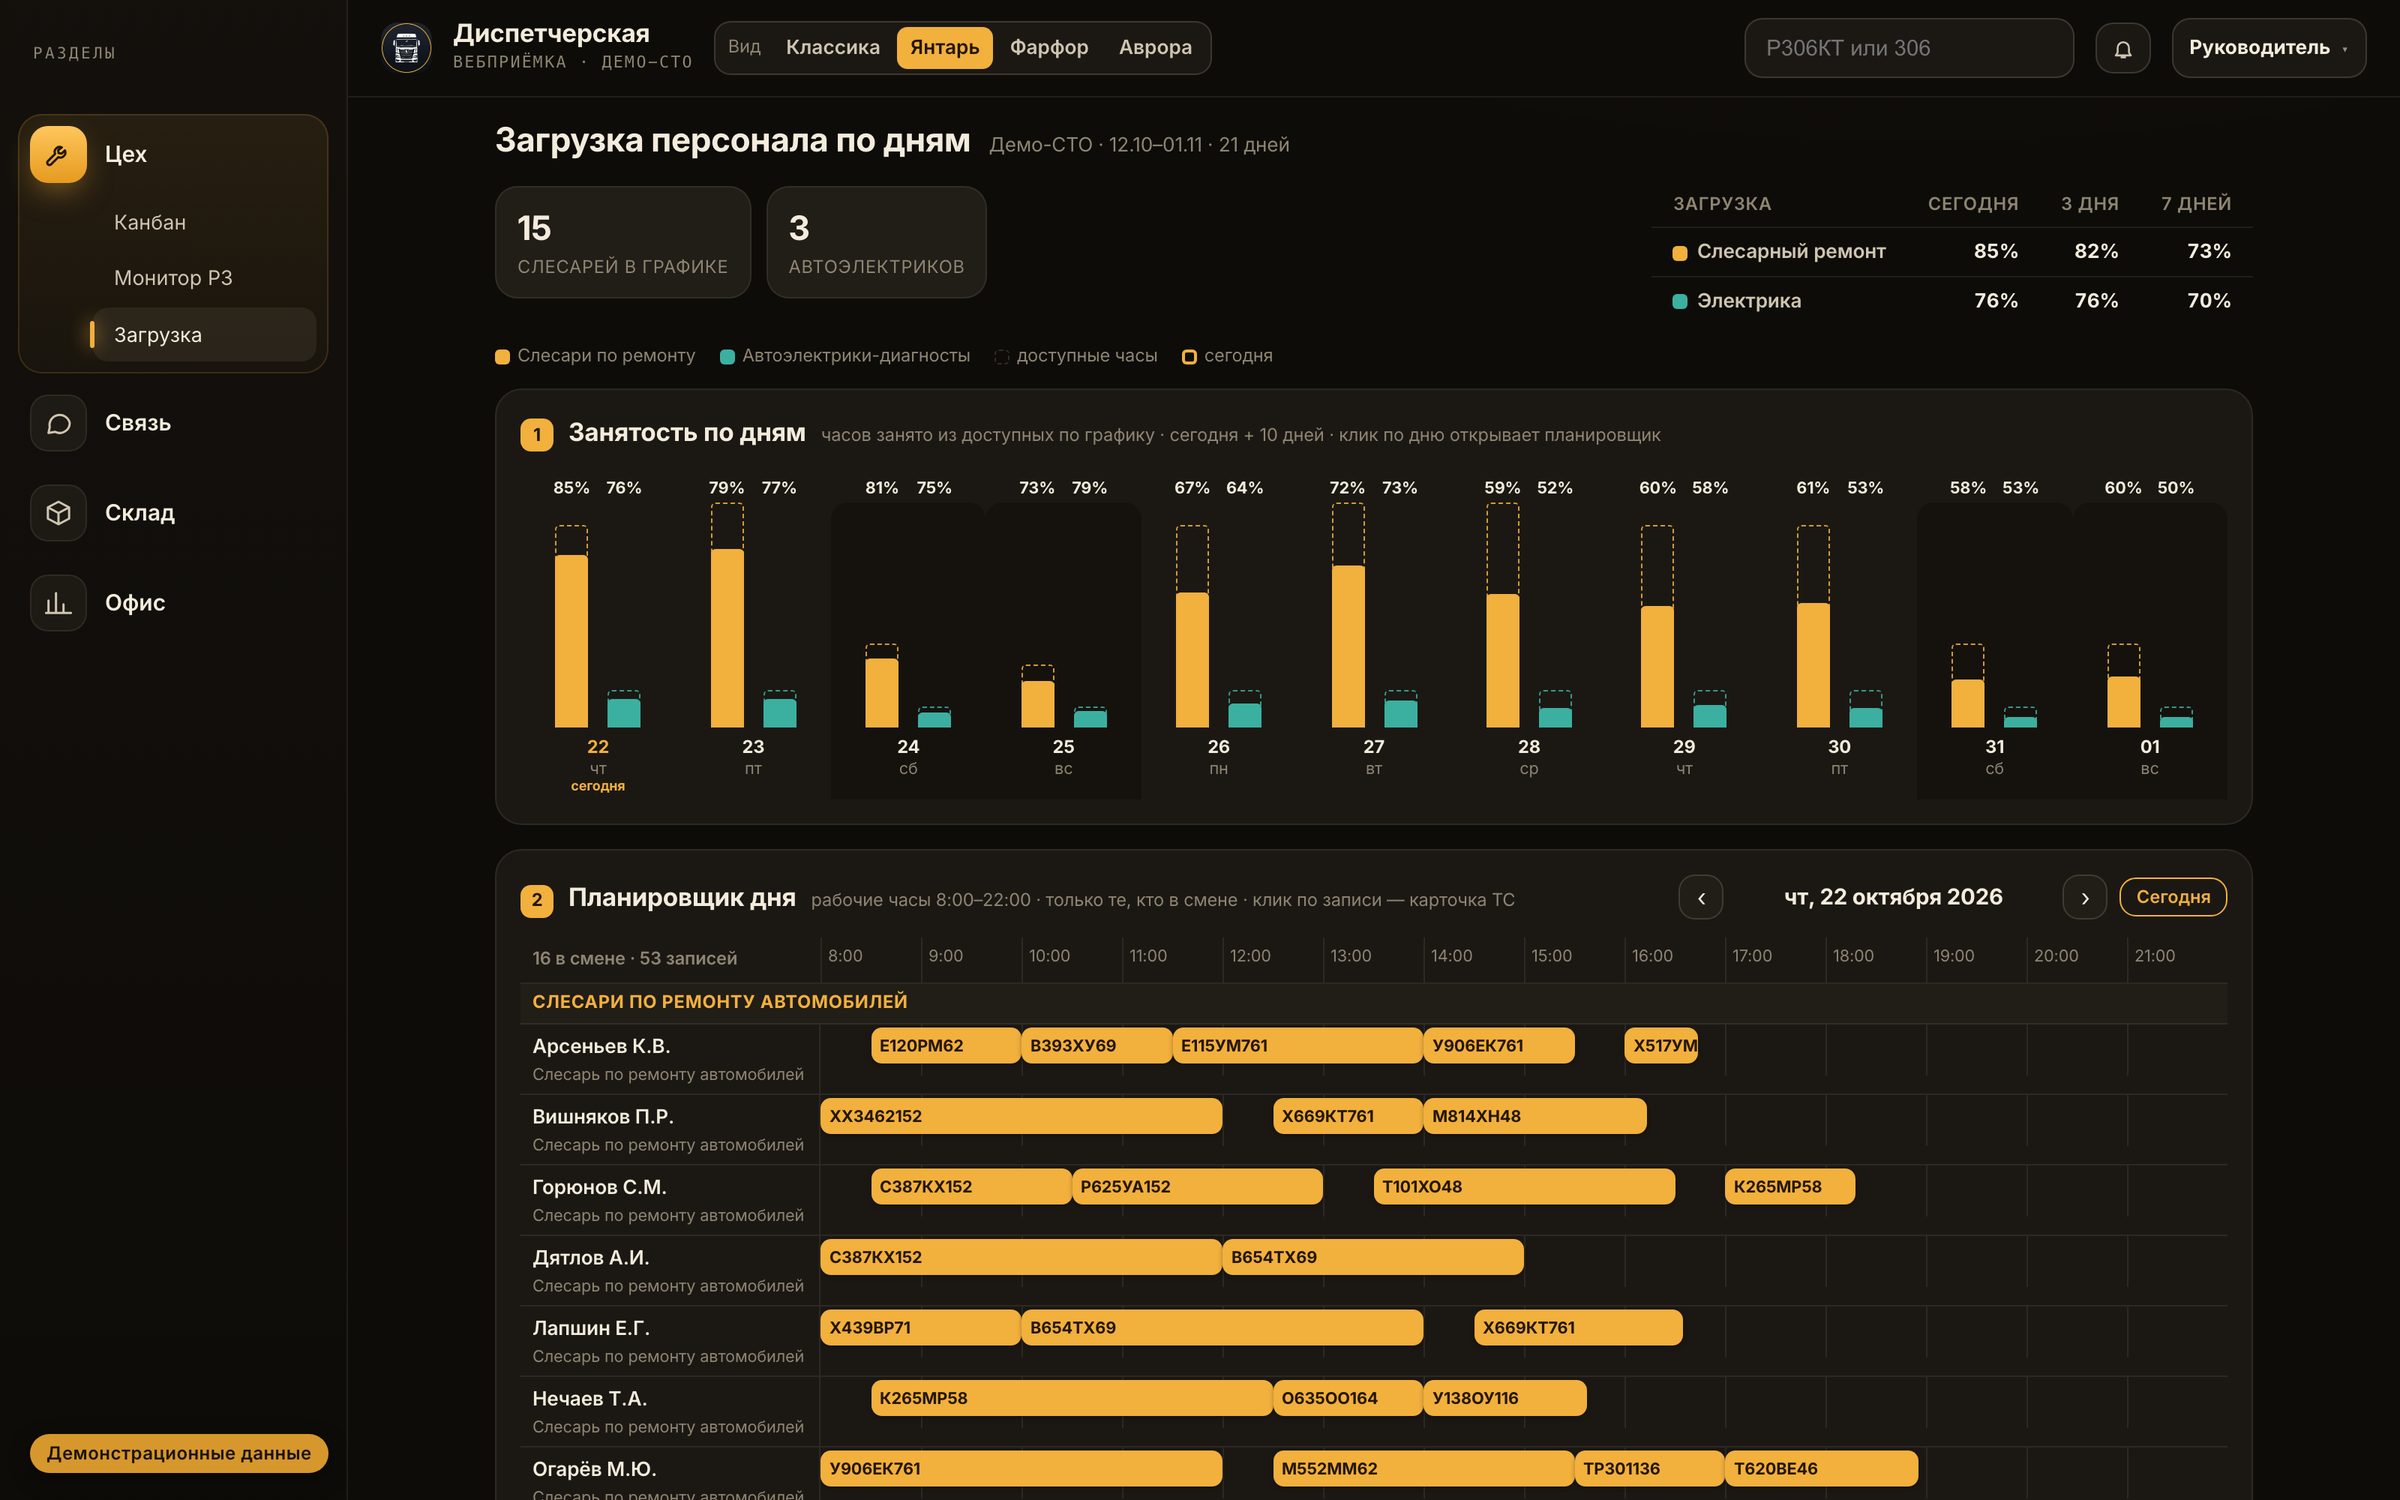 РАЗДЕЛЫ
Цех
Канбан
Монитор РЗ
Загрузка
Связь
Склад
Офис
Демонстрационные данные
Диспетчерская
ВЕБПРИЁМКА · ДЕМО-СТО
Вид Классика Янтарь Фарфор Аврора
Р306КТ или 306
Руководитель
Загрузка персонала по дням Демо-СТО · 12.10–01.11 · 21 дней
15
СЛЕСАРЕЙ В ГРАФИКЕ
3
АВТОЭЛЕКТРИКОВ
ЗАГРУЗКА СЕГОДНЯ 3 ДНЯ 7 ДНЕЙ
Слесарный ремонт 85% 82% 73%
Электрика 76% 76% 70%
Слесари по ремонту Автоэлектрики-диагносты доступные часы сегодня
1 Занятость по дням часов занято из доступных по графику · сегодня + 10 дней · клик по дню открывает планировщик
85% 76% 79% 77% 81% 75% 73% 79% 67% 64% 72% 73% 59% 52% 60% 58% 61% 53% 58% 53% 60% 50%
22 23 24 25 26 27 28 29 30 31 01
чт пт сб вс пн вт ср чт пт сб вс
сегодня
2 Планировщик дня рабочие часы 8:00–22:00 · только те, кто в смене · клик по записи — карточка ТС ‹ чт, 22 октября 2026 › Сегодня
16 в смене · 53 записей 8:00 9:00 10:00 11:00 12:00 13:00 14:00 15:00 16:00 17:00 18:00 19:00 20:00 21:00
СЛЕСАРИ ПО РЕМОНТУ АВТОМОБИЛЕЙ
Арсеньев К.В. Е120РМ62 В393ХУ69 Е115УМ761 У906ЕК761 Х517УМ
Слесарь по ремонту автомобилей
Вишняков П.Р. ХХ3462152 Х669КТ761 М814ХН48
Слесарь по ремонту автомобилей
Горюнов С.М. С387КХ152 Р625УА152 Т101ХО48 К265МР58
Слесарь по ремонту автомобилей
Дятлов А.И. С387КХ152 В654ТХ69
Слесарь по ремонту автомобилей
Лапшин Е.Г. Х439ВР71 В654ТХ69 Х669КТ761
Слесарь по ремонту автомобилей
Нечаев Т.А. К265МР58 О635ОО164 У138ОУ116
Слесарь по ремонту автомобилей
Огарёв М.Ю. У906ЕК761 М552ММ62 ТР301136 Т620ВЕ46
Слесарь по ремонту автомобилей